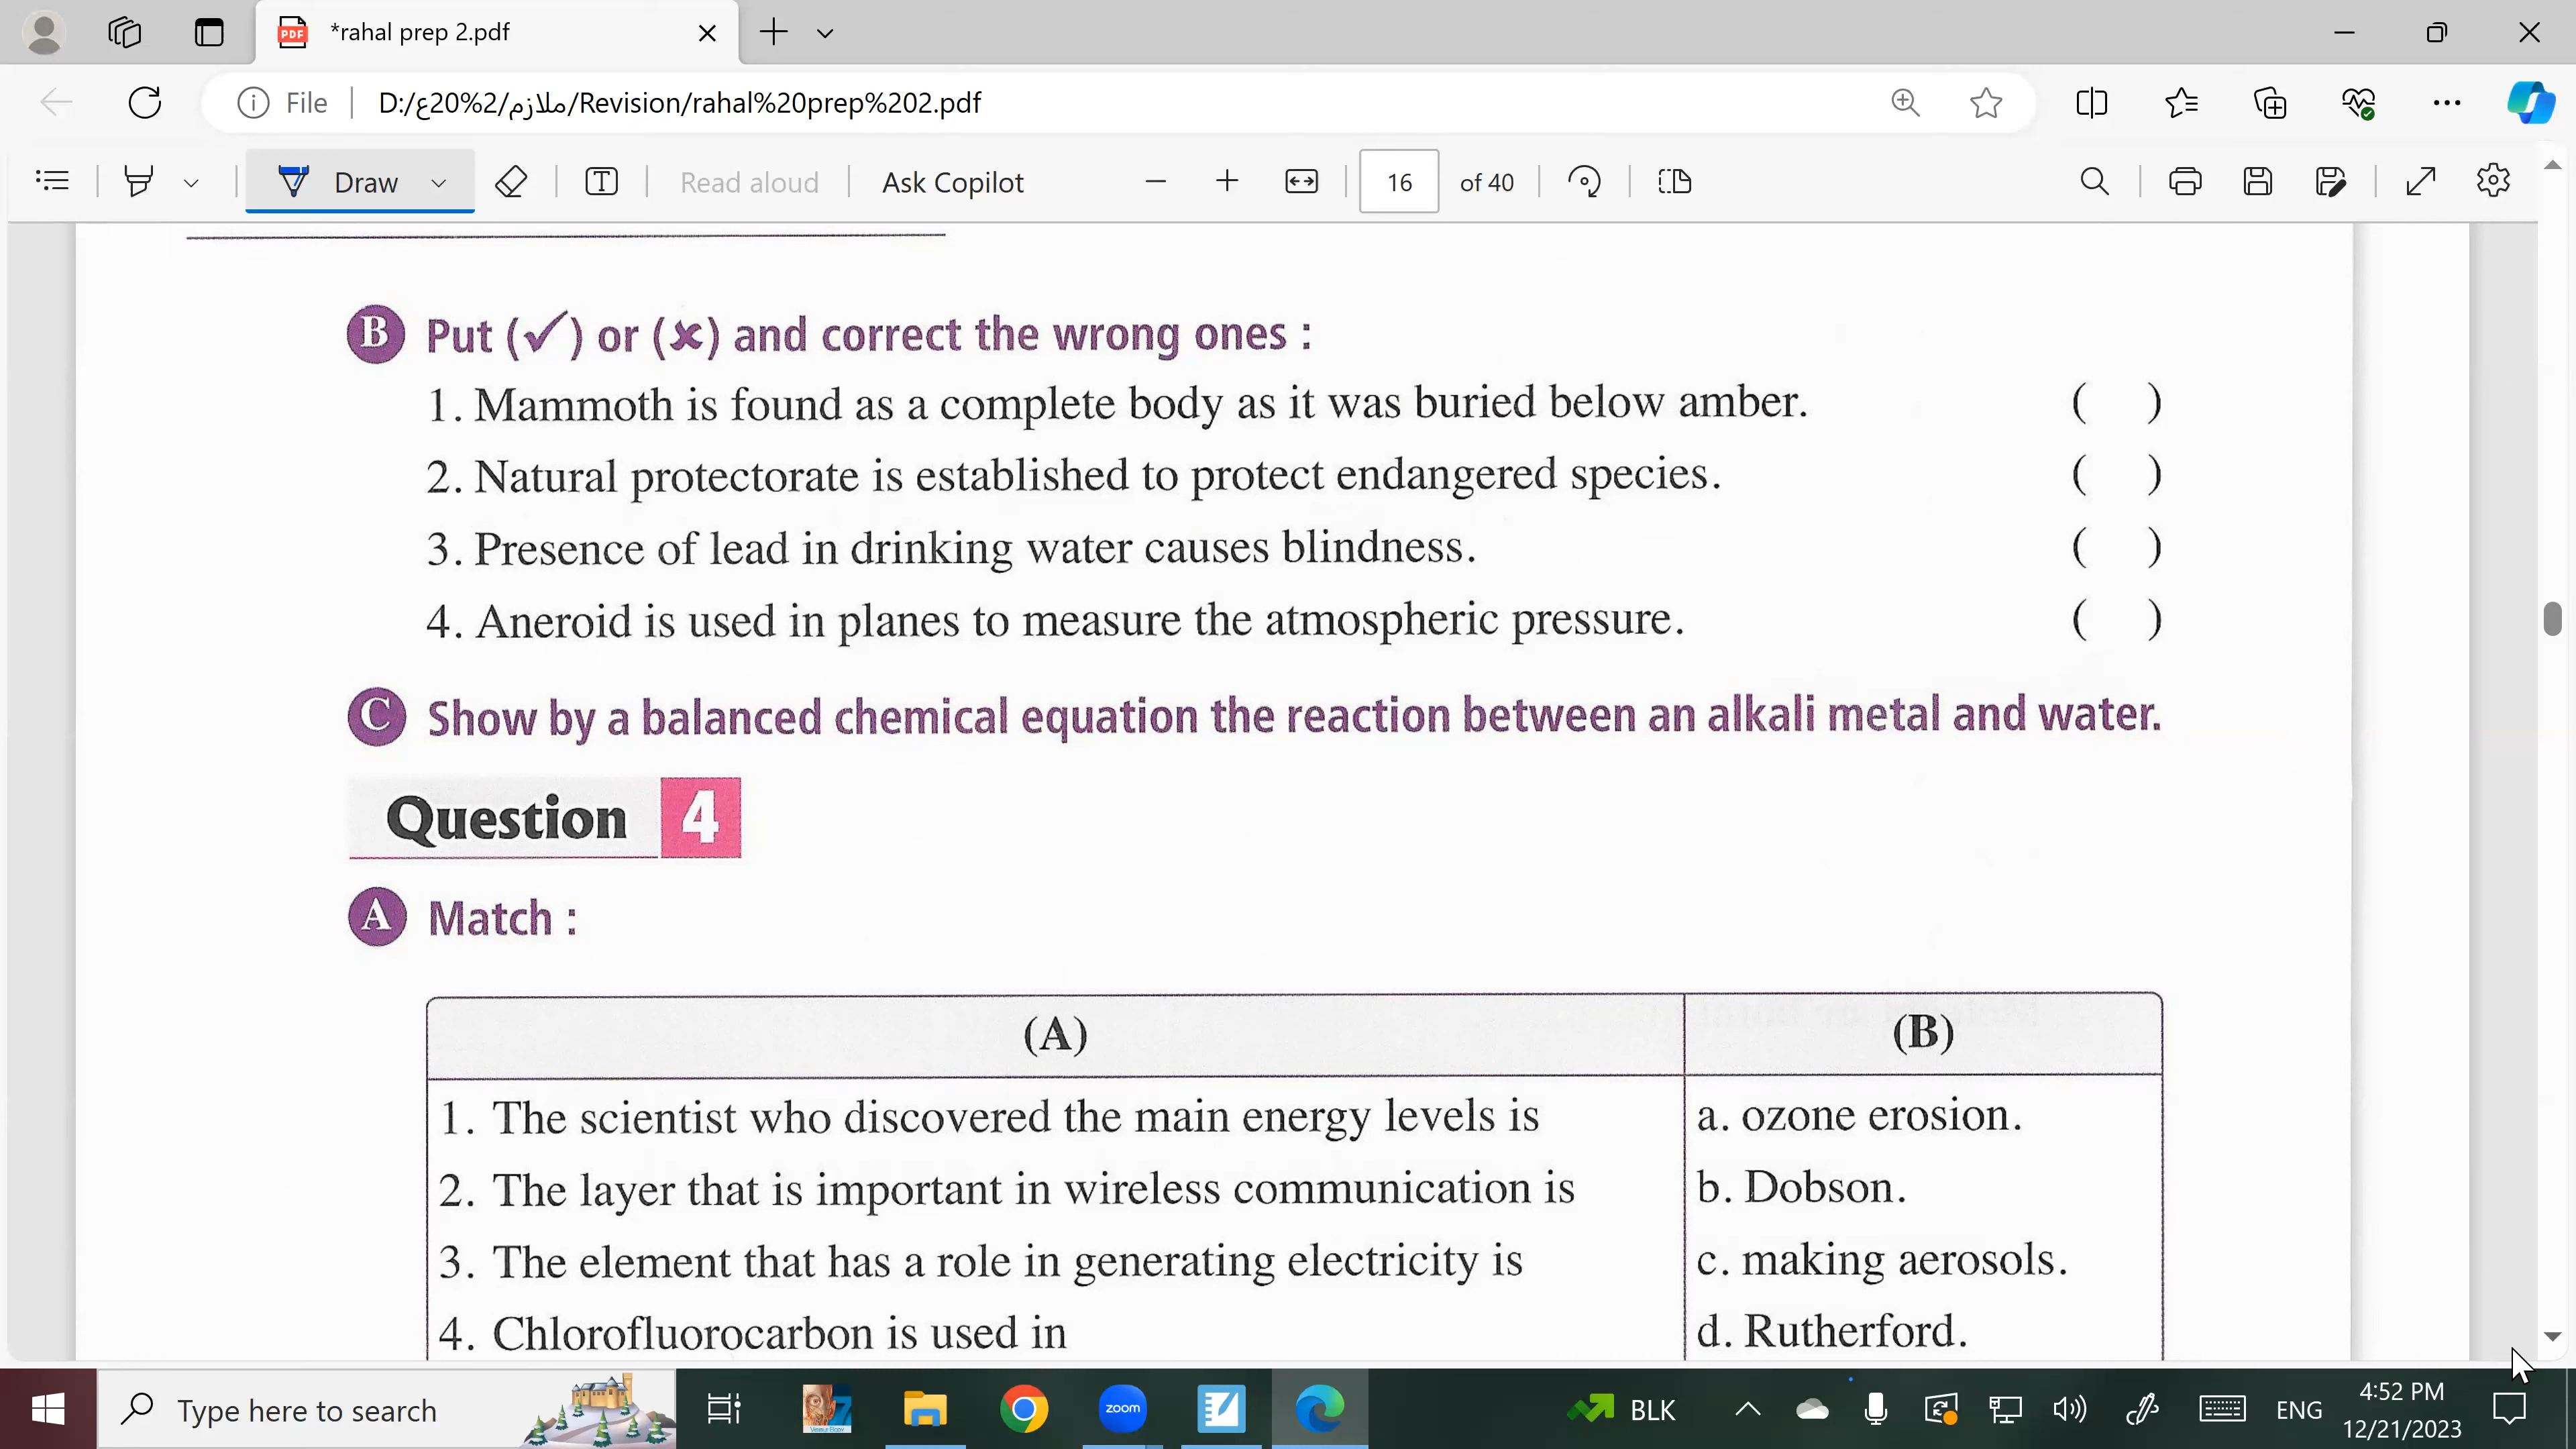 *rahal prep 2.pdf
File
D:/ع20%2/ملازم/Revision/rahal%20prep%202.pdf
Draw
Read aloud
Ask Copilot
16 of 40
B Put (✓) or (✗) and correct the wrong ones :
1. Mammoth is found as a complete body as it was buried below amber. ( )
2. Natural protectorate is established to protect endangered species. ( )
3. Presence of lead in drinking water causes blindness. ( )
4. Aneroid is used in planes to measure the atmospheric pressure. ( )
C Show by a balanced chemical equation the reaction between an alkali metal and water.
Question 4
A Match :
(A) (B)
1. The scientist who discovered the main energy levels is a. ozone erosion.
2. The layer that is important in wireless communication is b. Dobson.
3. The element that has a role in generating electricity is c. making aerosols.
4. Chlorofluorocarbon is used in d. Rutherford.
Type here to search
zoom
BLK
ENG
4:52 PM
12/21/2023